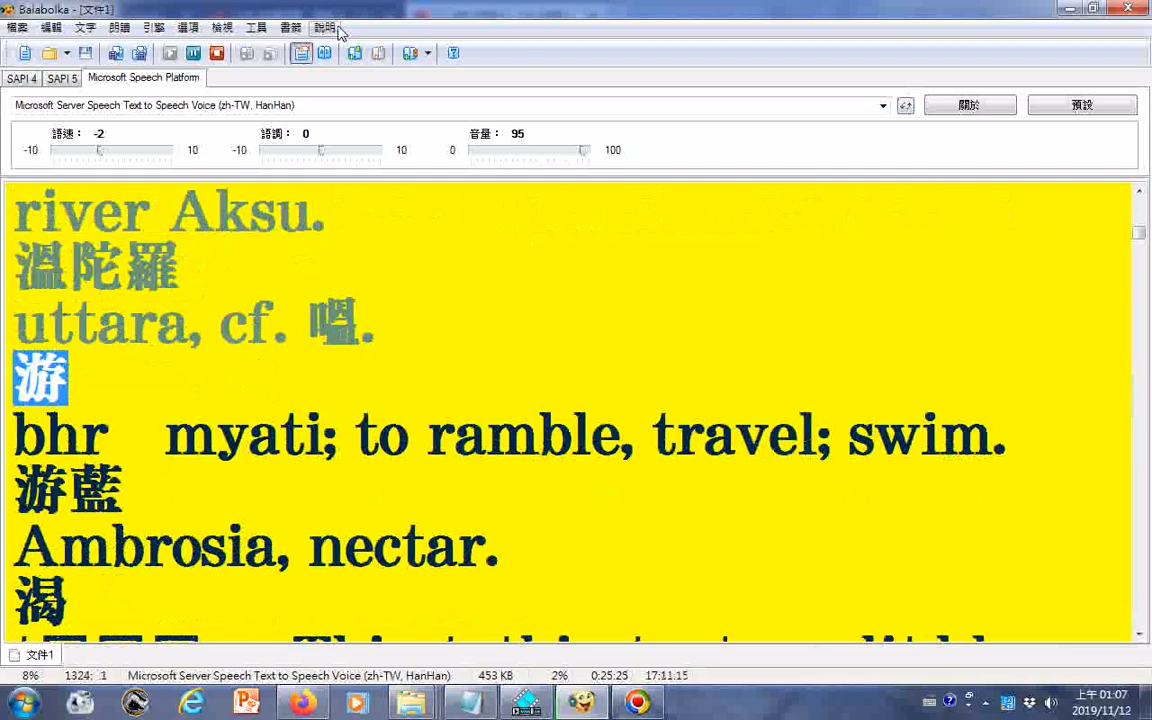 Balabolka - [文件1]
檔案 編輯 文字 朗讀 引擎 選項 檢視 工具 書籤 說明
SAPI 4 SAPI 5 Microsoft Speech Platform
Microsoft Server Speech Text to Speech Voice (zh-TW, HanHan) 關於 預設
語速： -2 語調： 0 音量： 95
-10 10 -10 10 0 100
river Aksu.
溫陀羅
uttara, cf. 嗢.
游
bhr myati; to ramble, travel; swim.
游藍
Ambrosia, nectar.
渴
文件1
8% 1324: 1 Microsoft Server Speech Text to Speech Voice (zh-TW, HanHan) 453 KB 2% 0:25:25 17:11.15
上午 01:07
2019/11/12